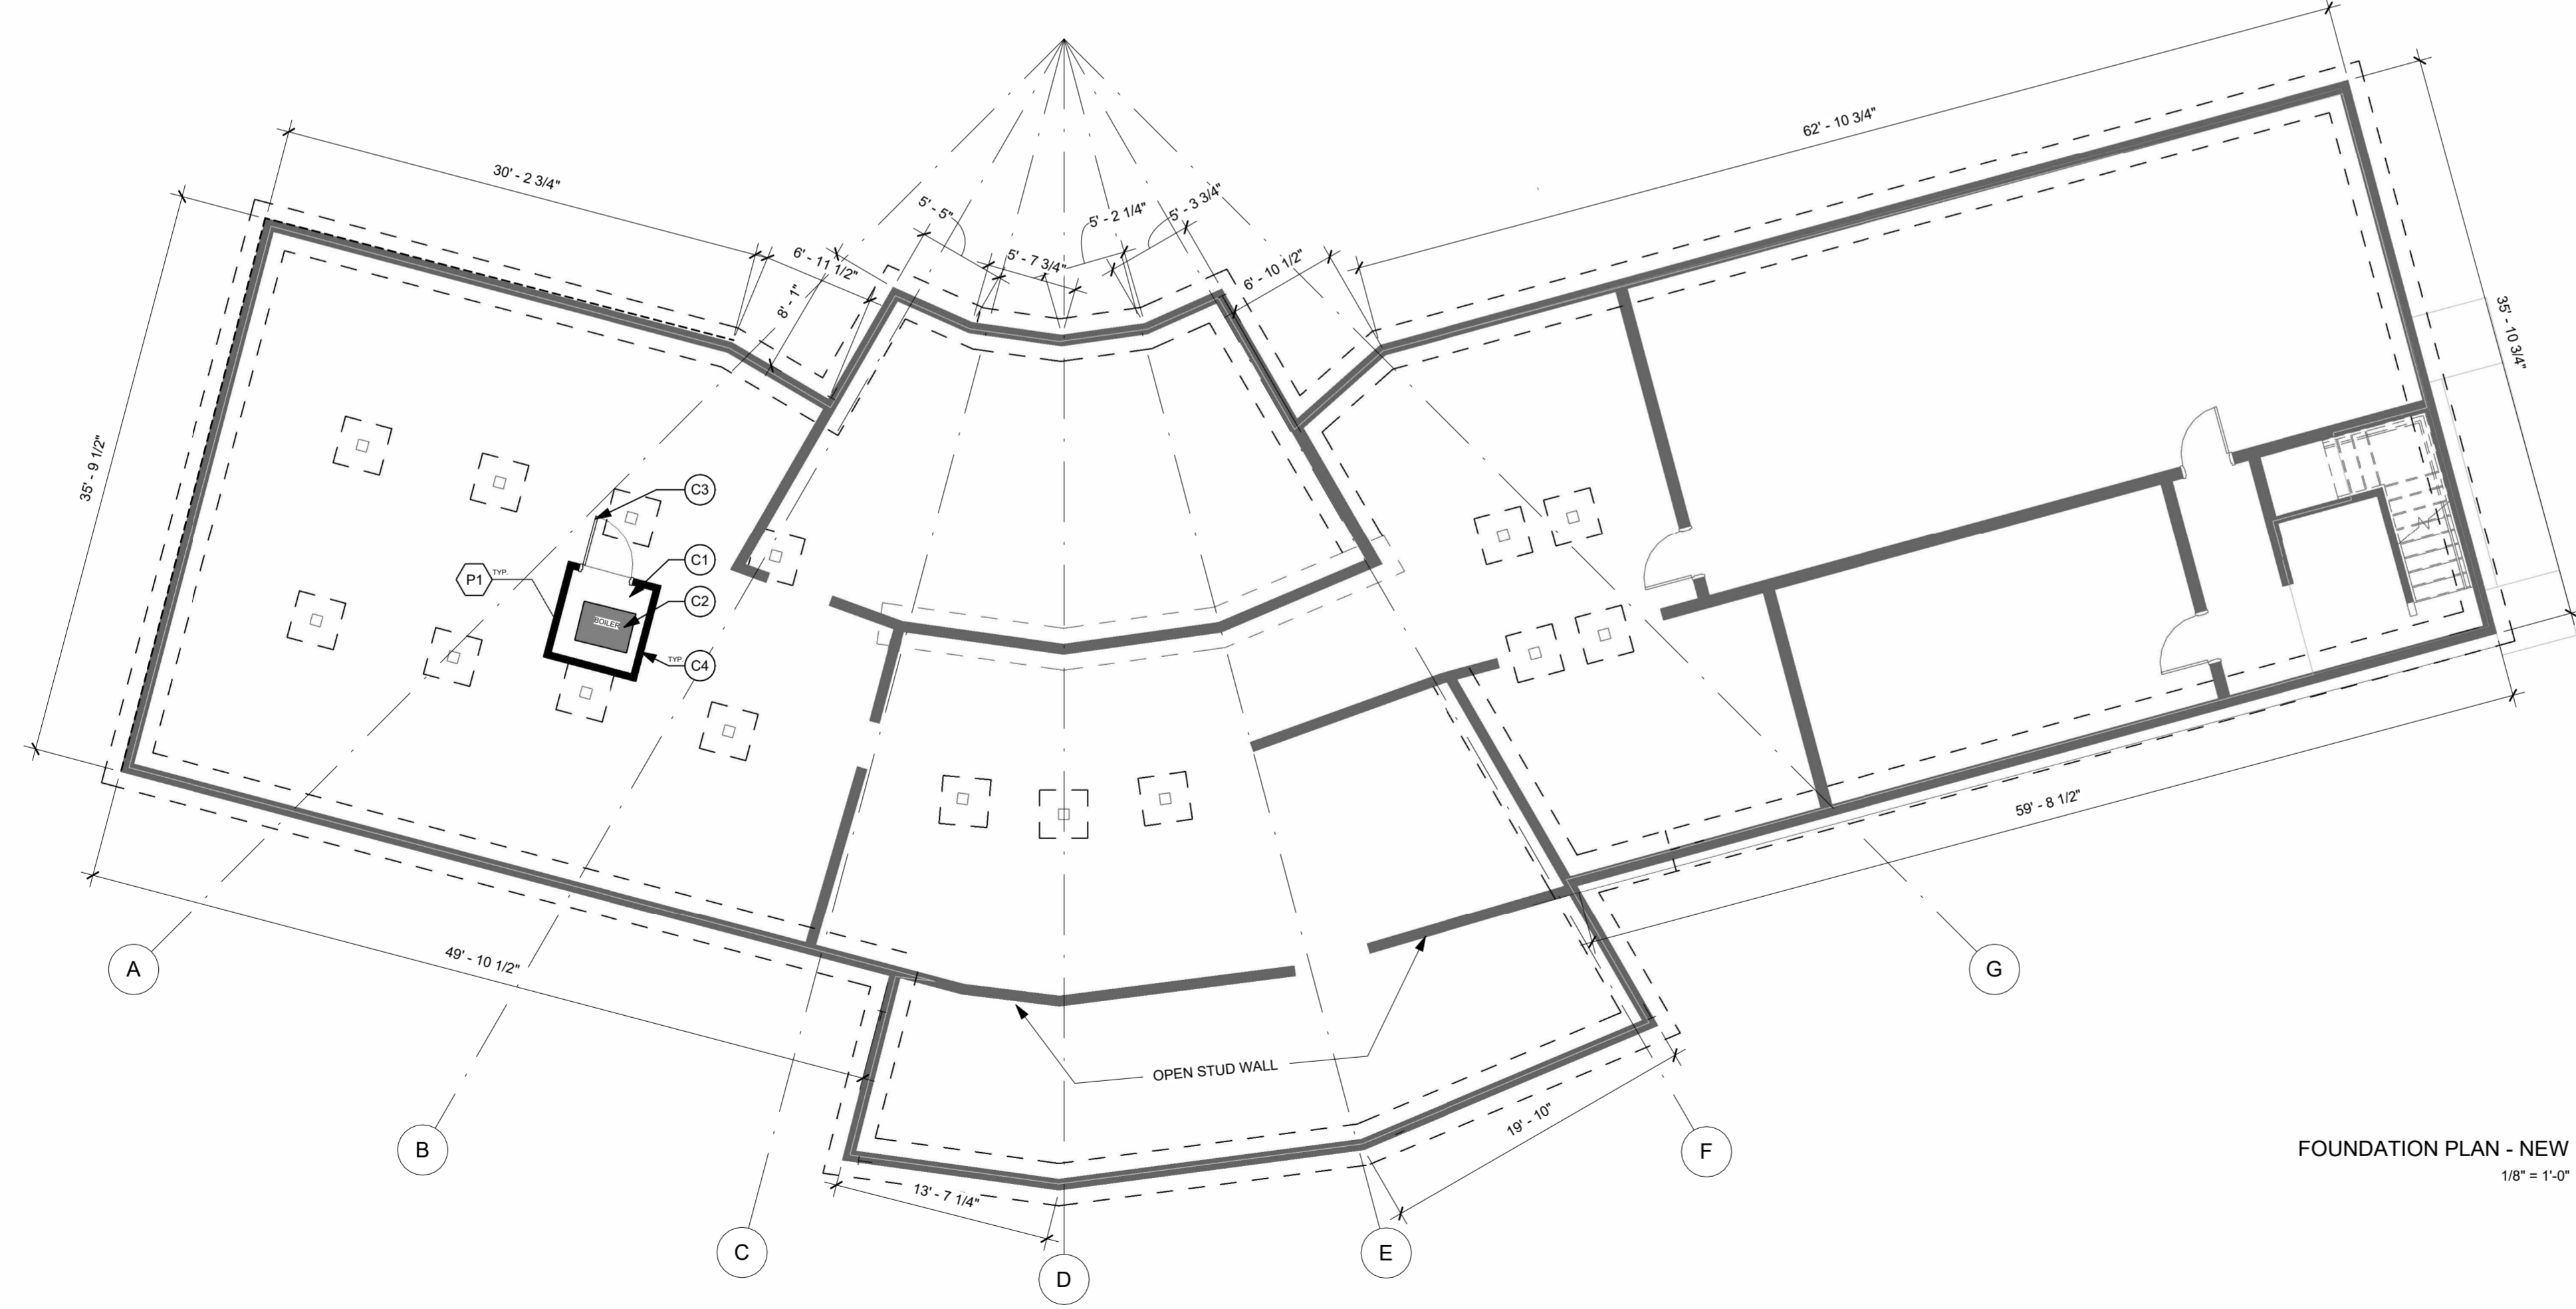 62' - 10 3/4"
30' - 2 3/4"
5' - 5"
5' - 2 1/4"
5' - 3 3/4"
6' - 11 1/2"
5' - 7 3/4"
6' - 10 1/2"
8' - 1"
35' - 10 3/4"
35' - 9 1/2"
C3
C1
P1
TYP.
C2
BOILER
TYP.
C4
59' - 8 1/2"
49' - 10 1/2"
A
G
OPEN STUD WALL
19' - 10"
B
F
FOUNDATION PLAN - NEW
1/8" = 1'-0"
13' - 7 1/4"
C
D
E